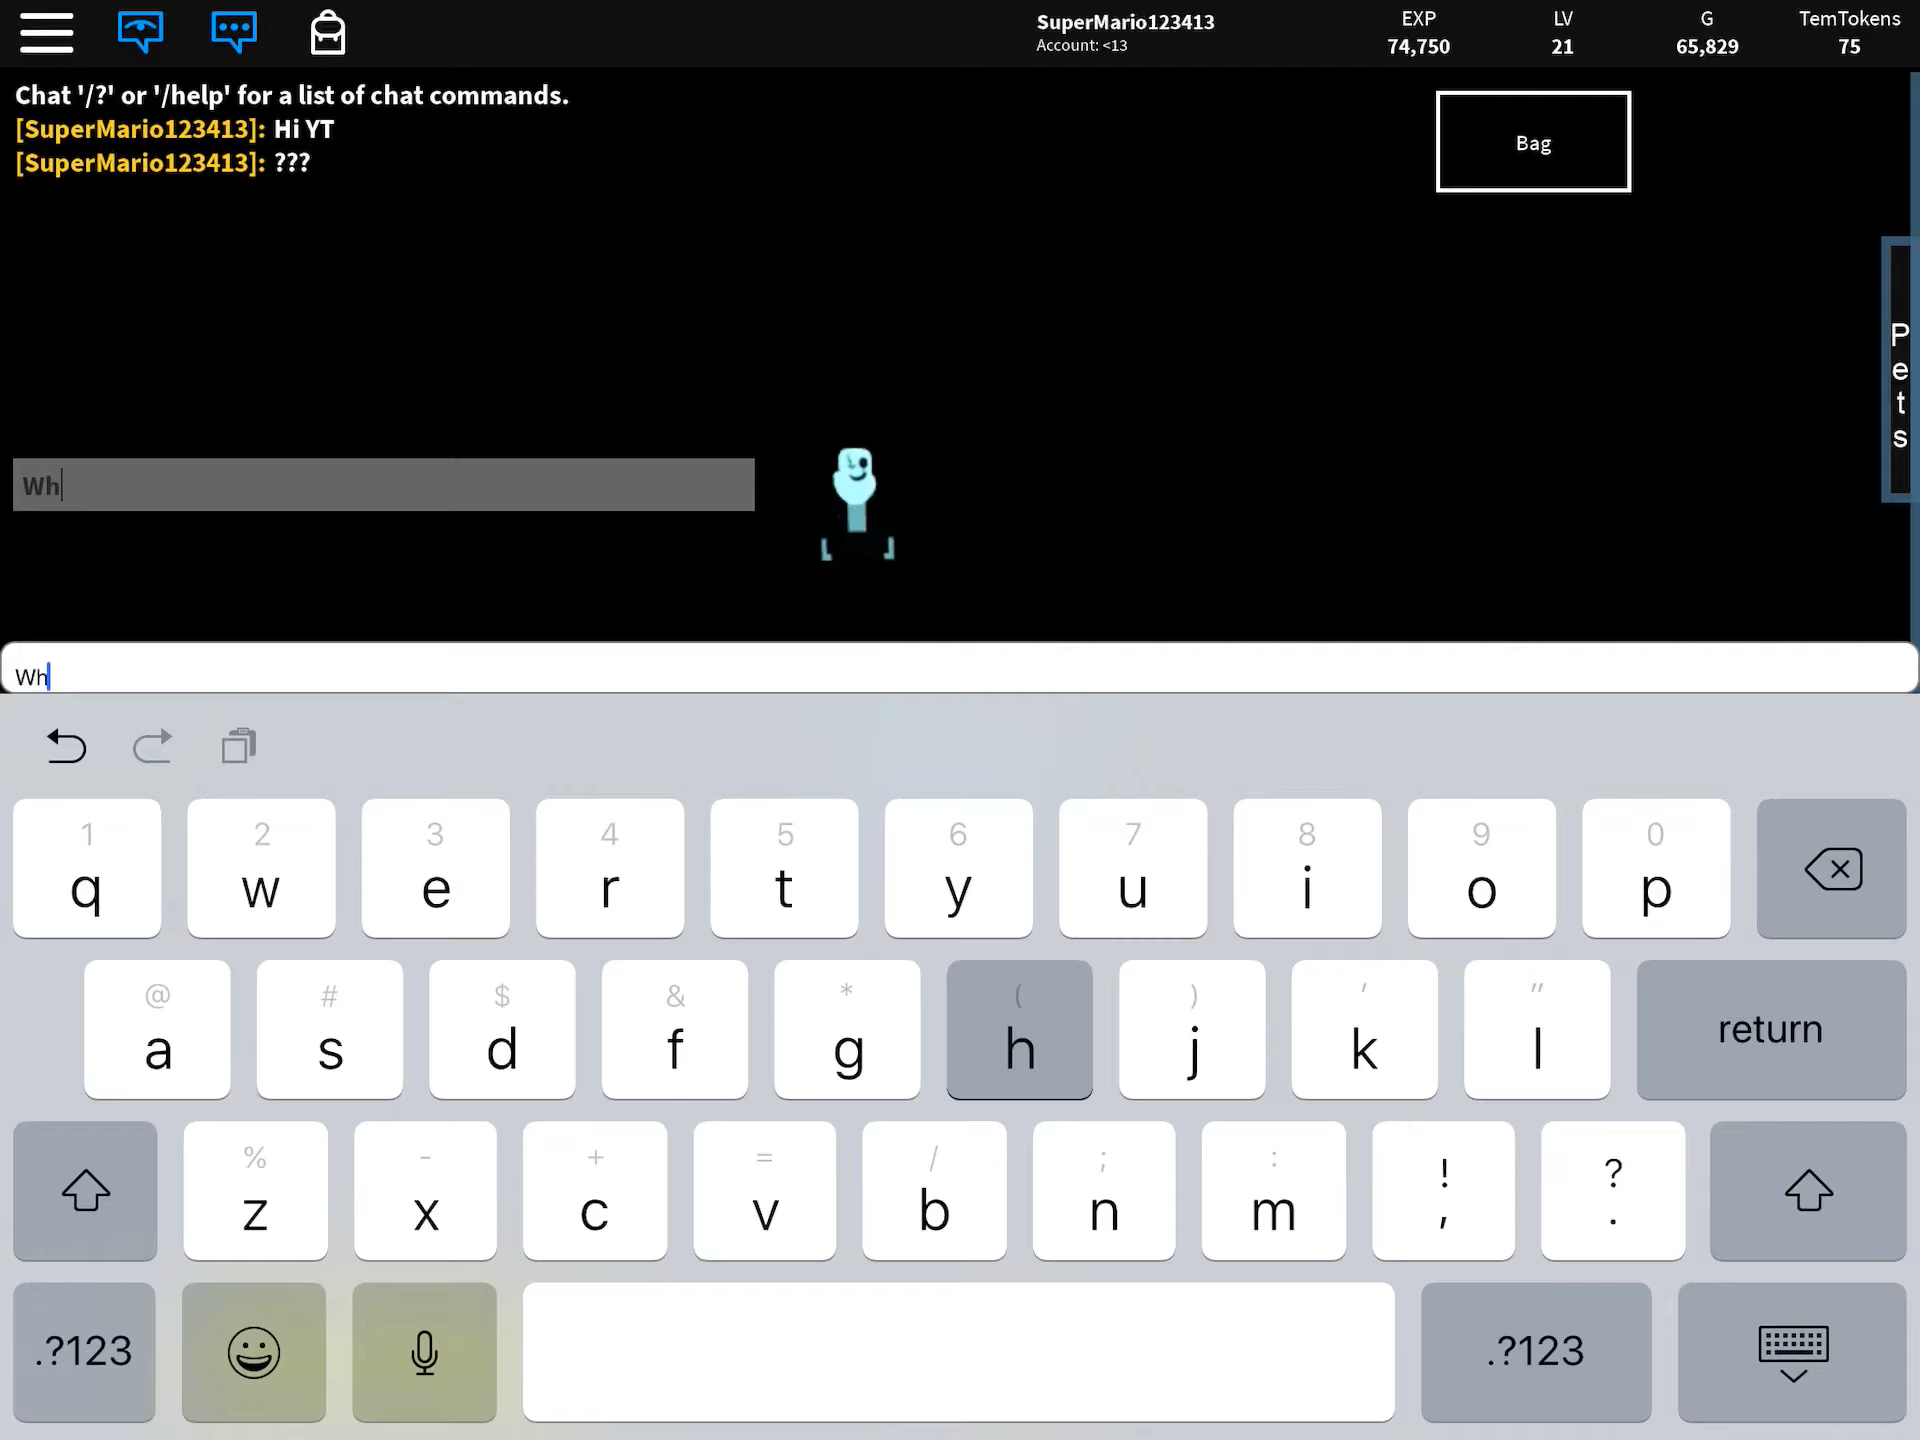 SuperMario123413
Account: <13
EXP
74,750
LV
21
G
65,829
TemTokens
75
Chat '/?' or '/help' for a list of chat commands.
[SuperMario123413]: Hi YT
[SuperMario123413]: ???
Bag
Pets
Wh
Wh
1 2 3 4 5 6 7 8 9 0
q w e r t y u i o p
@ # $ & * ( ) ' "
a s d f g h j k l return
% - + = / ; : ! ?
z x c v b n m , .
.?123 .?123